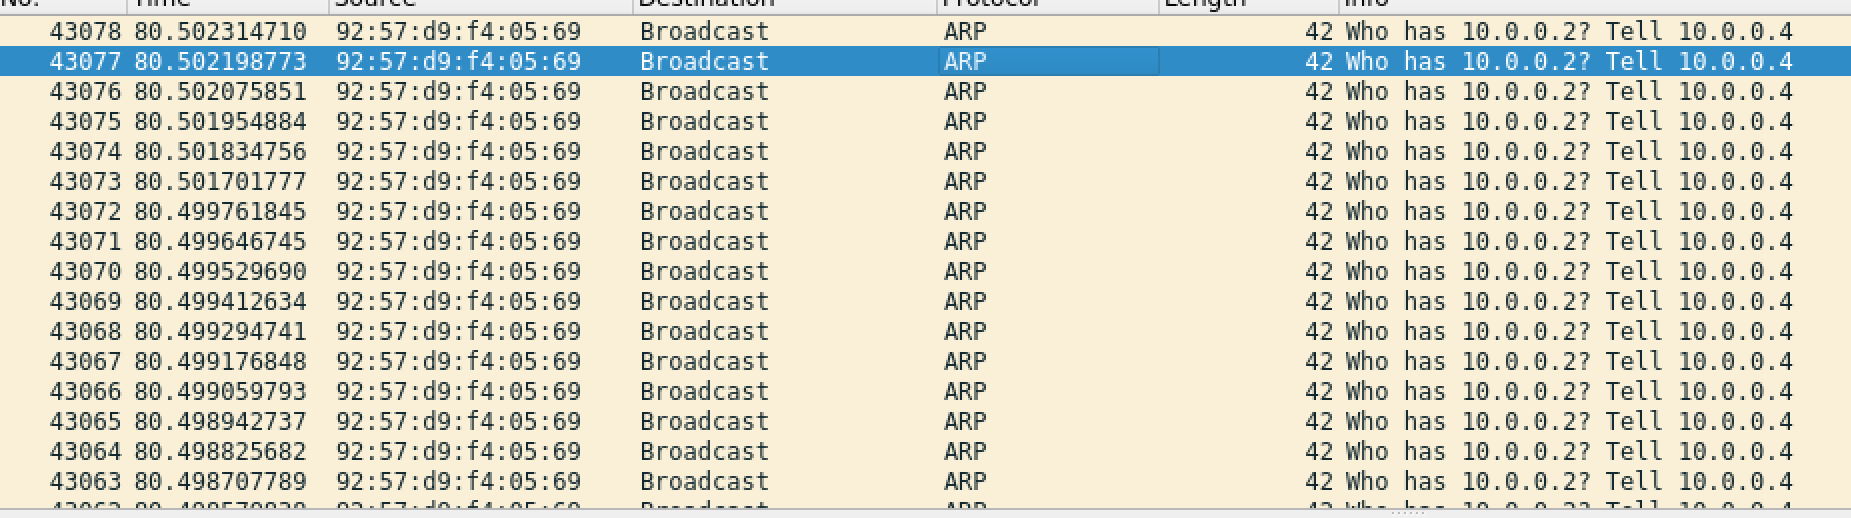 No. Time Source Destination Protocol Length Info
43078 80.502314710 92:57:d9:f4:05:69 Broadcast ARP 42 Who has 10.0.0.2? Tell 10.0.0.4
43077 80.502198773 92:57:d9:f4:05:69 Broadcast ARP 42 Who has 10.0.0.2? Tell 10.0.0.4
43076 80.502075851 92:57:d9:f4:05:69 Broadcast ARP 42 Who has 10.0.0.2? Tell 10.0.0.4
43075 80.501954884 92:57:d9:f4:05:69 Broadcast ARP 42 Who has 10.0.0.2? Tell 10.0.0.4
43074 80.501834756 92:57:d9:f4:05:69 Broadcast ARP 42 Who has 10.0.0.2? Tell 10.0.0.4
43073 80.501701777 92:57:d9:f4:05:69 Broadcast ARP 42 Who has 10.0.0.2? Tell 10.0.0.4
43072 80.499761845 92:57:d9:f4:05:69 Broadcast ARP 42 Who has 10.0.0.2? Tell 10.0.0.4
43071 80.499646745 92:57:d9:f4:05:69 Broadcast ARP 42 Who has 10.0.0.2? Tell 10.0.0.4
43070 80.499529690 92:57:d9:f4:05:69 Broadcast ARP 42 Who has 10.0.0.2? Tell 10.0.0.4
43069 80.499412634 92:57:d9:f4:05:69 Broadcast ARP 42 Who has 10.0.0.2? Tell 10.0.0.4
43068 80.499294741 92:57:d9:f4:05:69 Broadcast ARP 42 Who has 10.0.0.2? Tell 10.0.0.4
43067 80.499176848 92:57:d9:f4:05:69 Broadcast ARP 42 Who has 10.0.0.2? Tell 10.0.0.4
43066 80.499059793 92:57:d9:f4:05:69 Broadcast ARP 42 Who has 10.0.0.2? Tell 10.0.0.4
43065 80.498942737 92:57:d9:f4:05:69 Broadcast ARP 42 Who has 10.0.0.2? Tell 10.0.0.4
43064 80.498825682 92:57:d9:f4:05:69 Broadcast ARP 42 Who has 10.0.0.2? Tell 10.0.0.4
43063 80.498707789 92:57:d9:f4:05:69 Broadcast ARP 42 Who has 10.0.0.2? Tell 10.0.0.4